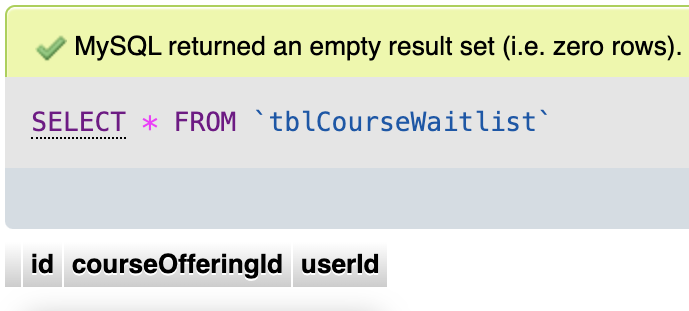 MySQL returned an empty result set (i.e. zero rows).
SELECT * FROM `tblCourseWaitlist`
id courseOfferingId userId